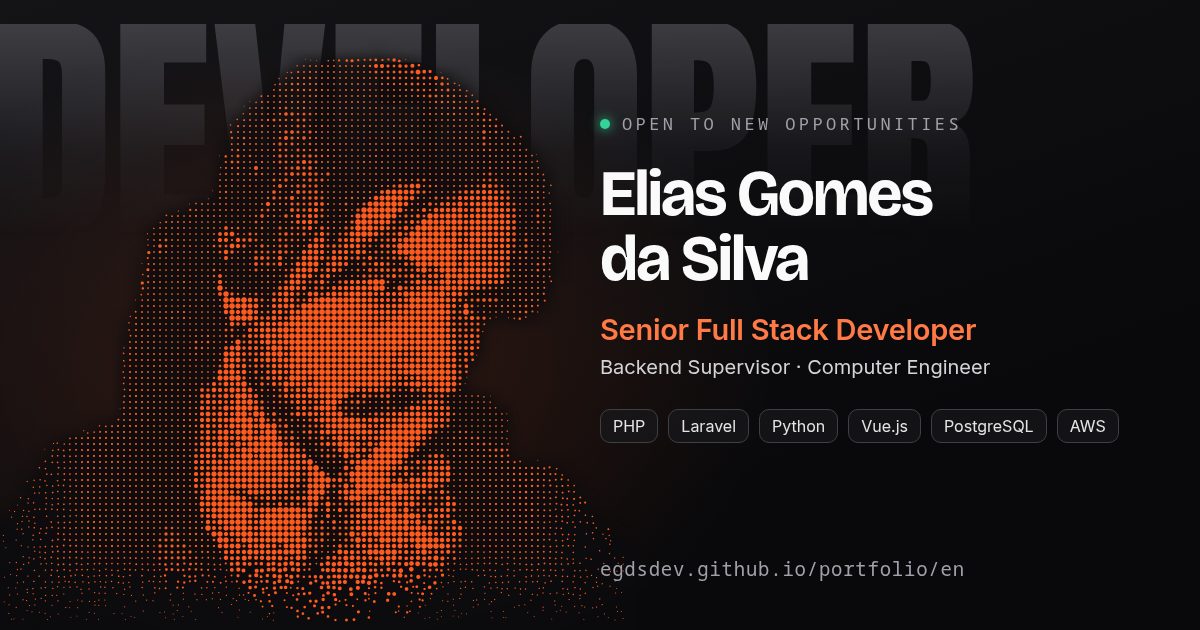 DEVELOPER
OPEN TO NEW OPPORTUNITIES
Elias Gomes
da Silva
Senior Full Stack Developer
Backend Supervisor · Computer Engineer
PHP Laravel Python Vue.js PostgreSQL AWS
egdsdev.github.io/portfolio/en